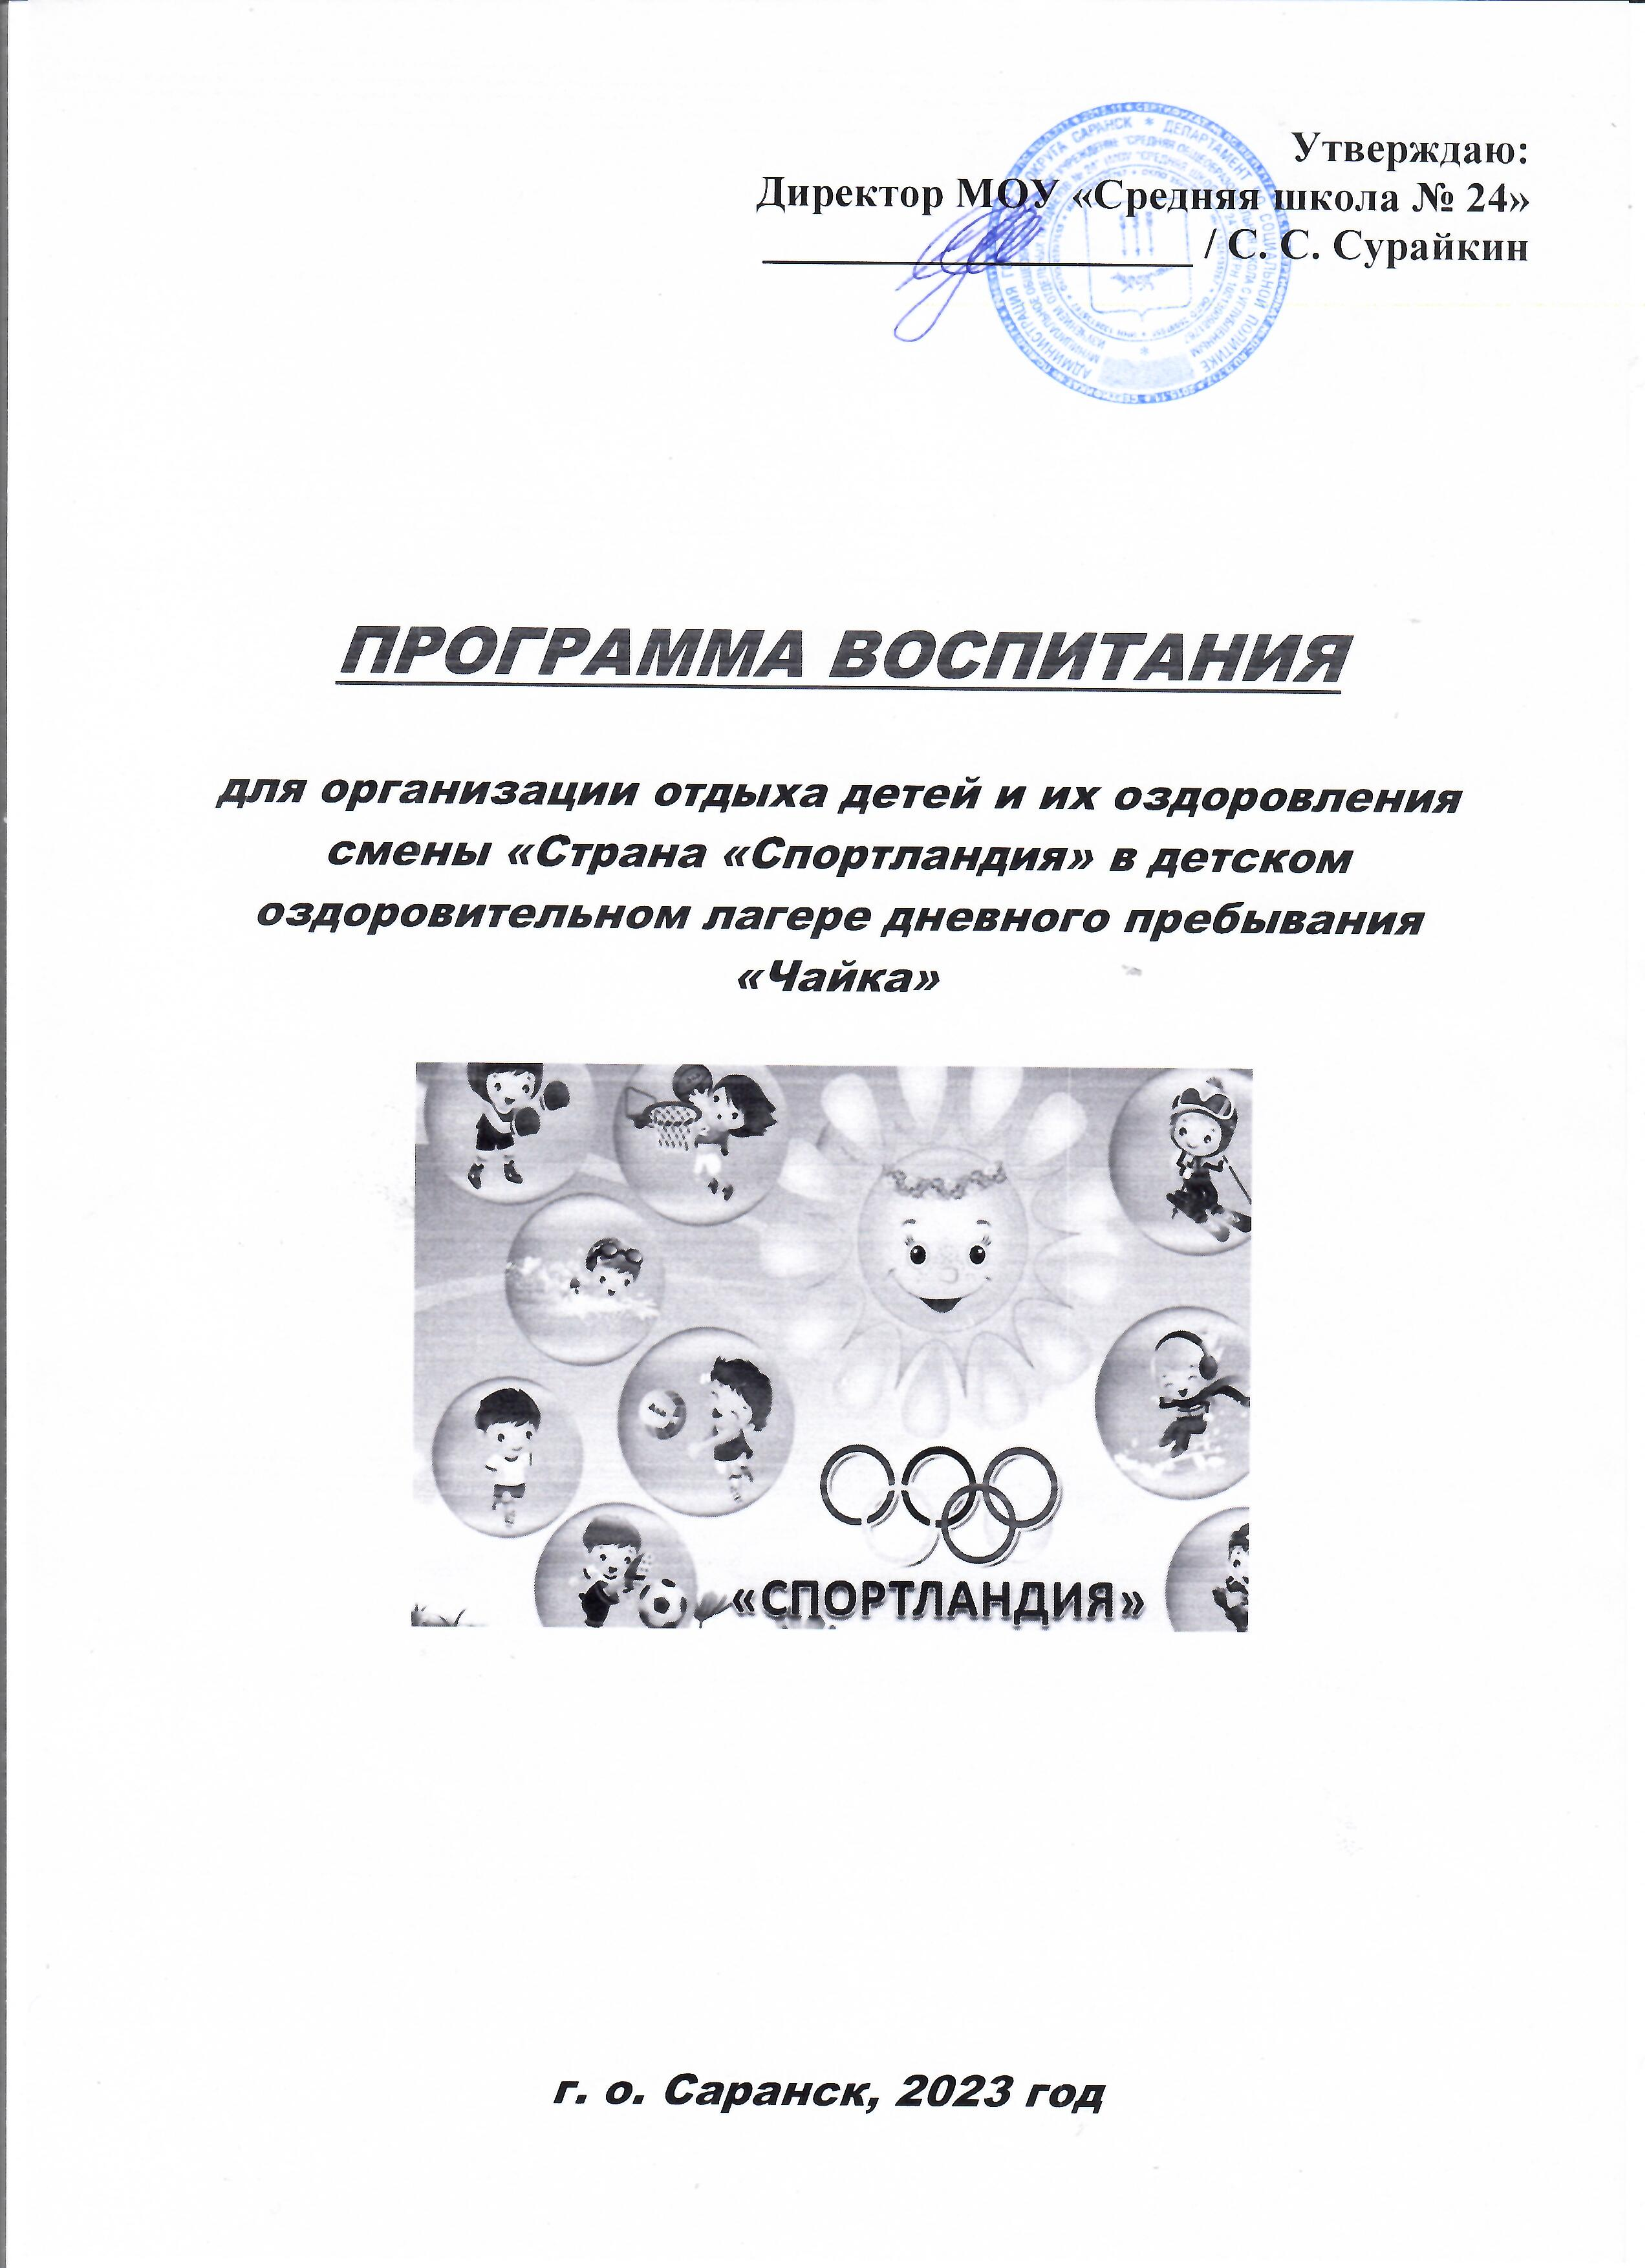 Утверждаю:
Директор МОУ «Средняя школа № 24»
/ С. С. Сурайкин
ПРОГРАММА ВОСПИТАНИЯ
для организации отдыха детей и их оздоровления
смены «Страна «Спортландия» в детском
оздоровительном лагере дневного пребывания
«Чайка»
«СПОРТЛАНДИЯ»
г. о. Саранск, 2023 год